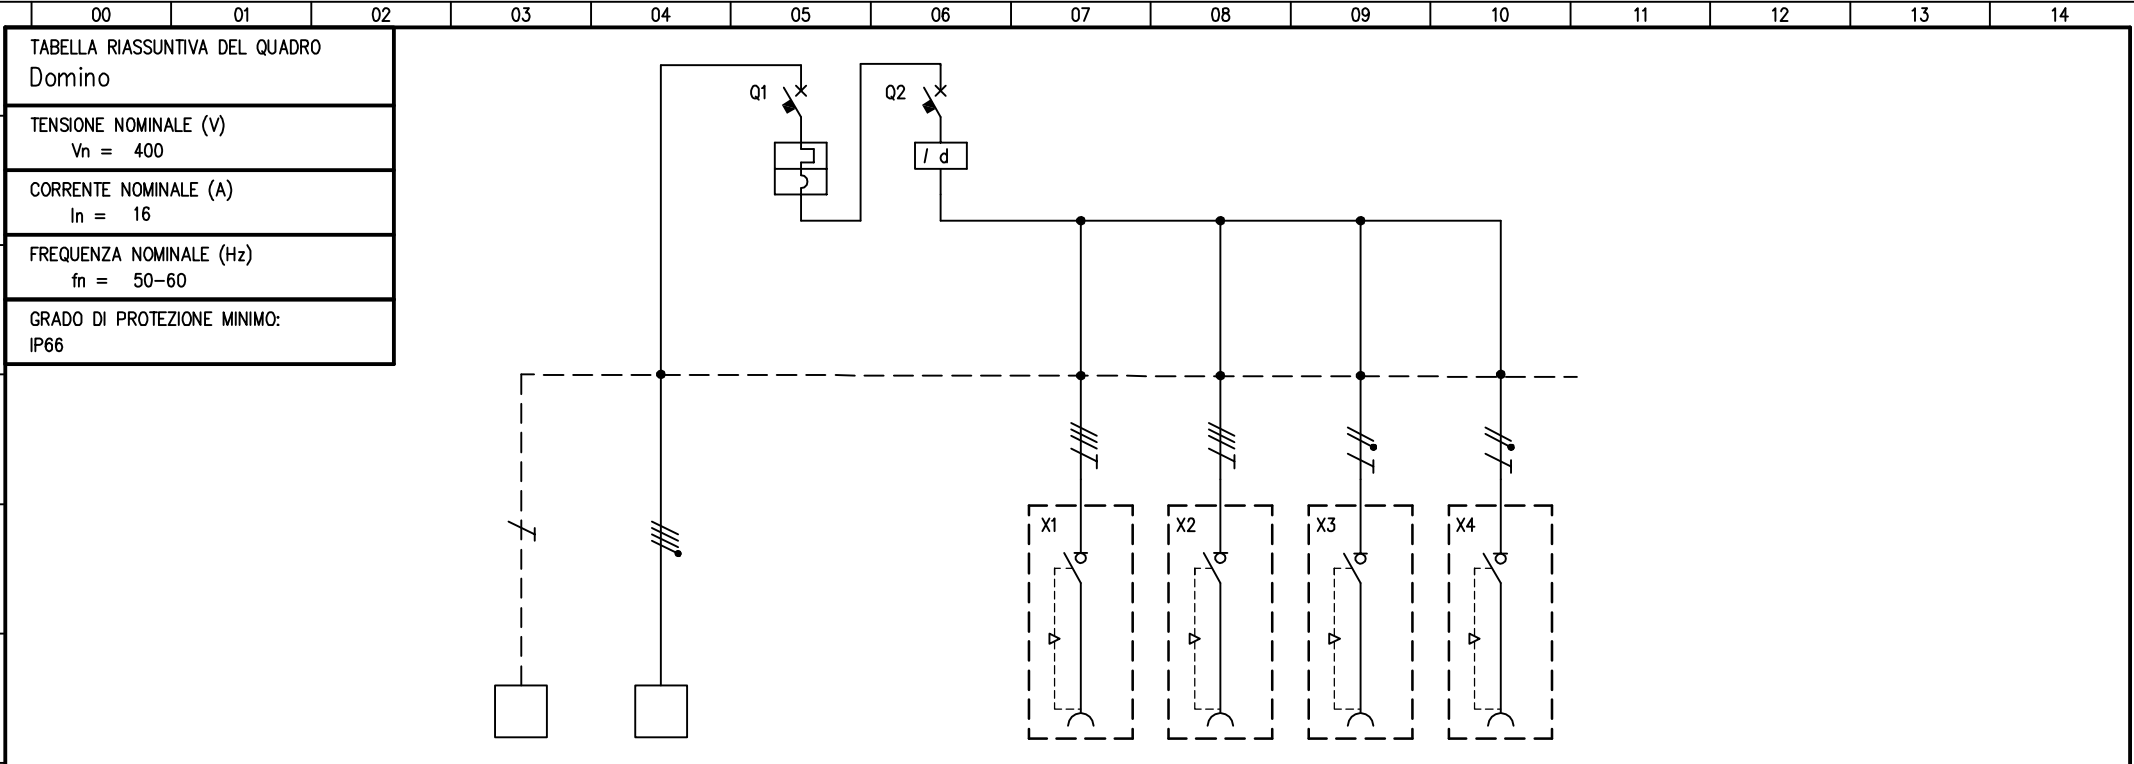 00 01 02 03 04 05 06 07 08 09 10 11 12 13 14
TABELLA RIASSUNTIVA DEL QUADRO
Domino
TENSIONE NOMINALE (V)
Vn = 400
CORRENTE NOMINALE (A)
In = 16
FREQUENZA NOMINALE (Hz)
fn = 50-60
GRADO DI PROTEZIONE MINIMO:
IP66
Q1 Q2
I d
X1 X2 X3 X4